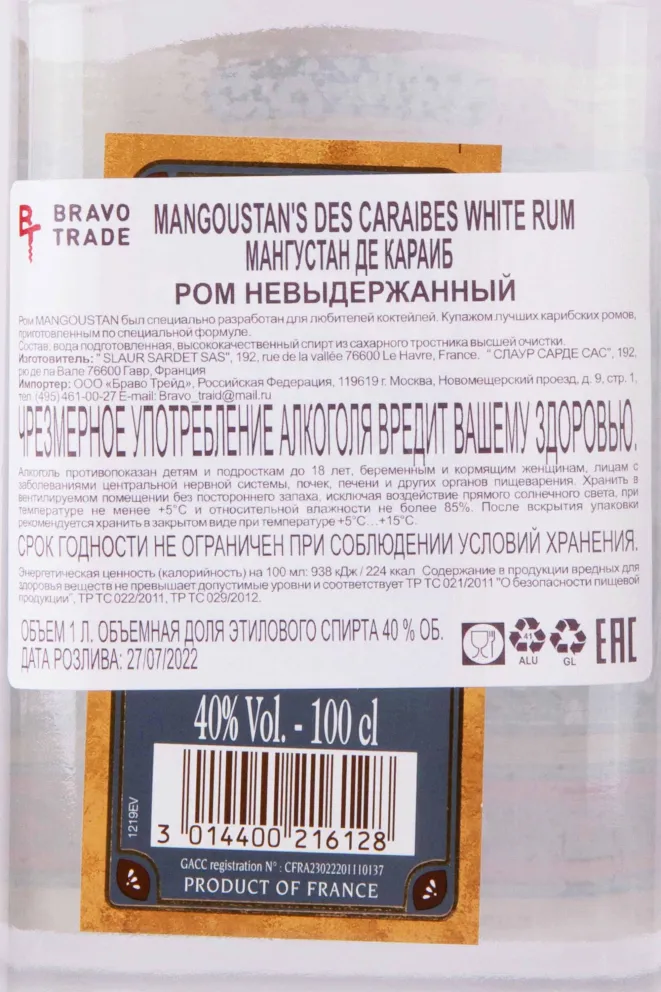 BRAVO
TRADE
MANGOUSTAN'S DES CARAIBES WHITE RUM
МАНГУСТАН ДЕ КАРАИБ
РОМ НЕВЫДЕРЖАННЫЙ
Ром MANGOUSTAN был специально разработан для любителей коктейлей. Купажом лучших карибских ромов,
приготовленным по специальной формуле.
Состав: вода подготовленная, высококачественный спирт из сахарного тростника высшей очистки.
Изготовитель: " SLAUR SARDET SAS", 192, rue de la vallée 76600 Le Havre, France. " СЛАУР САРДЕ САС", 192,
рю де ла Вале 76600 Гавр, Франция
Импортер: ООО «Браво Трейд», Российская Федерация, 119619 г. Москва, Новомещерский проезд, д. 9, стр. 1,
тел. (495) 461-00-27 E-mail: Bravo_traid@mail.ru
ЧРЕЗМЕРНОЕ УПОТРЕБЛЕНИЕ АЛКОГОЛЯ ВРЕДИТ ВАШЕМУ ЗДОРОВЬЮ.
Алкоголь противопоказан детям и подросткам до 18 лет, беременным и кормящим женщинам, лицам с
заболеваниями центральной нервной системы, почек, печени и других органов пищеварения. Хранить в
вентилируемом помещении без постороннего запаха, исключая воздействие прямого солнечного света, при
температуре не менее +5°С и относительной влажности не более 85%. После вскрытия упаковки
рекомендуется хранить в закрытом виде при температуре +5°С...+15°С.
СРОК ГОДНОСТИ НЕ ОГРАНИЧЕН ПРИ СОБЛЮДЕНИИ УСЛОВИЙ ХРАНЕНИЯ.
Энергетическая ценность (калорийность) на 100 мл: 938 кДж / 224 ккал Содержание в продукции вредных для
здоровья веществ не превышает допустимые уровни и соответствует ТР ТС 021/2011 "О безопасности пищевой
продукции", ТР ТС 022/2011, ТР ТС 029/2012.
ОБЪЕМ 1 Л. ОБЪЕМНАЯ ДОЛЯ ЭТИЛОВОГО СПИРТА 40 % ОБ.
ДАТА РОЗЛИВА: 27/07/2022
41
ALU
GL
EAC
40% Vol. - 100 cl
1219EV
3 014400 216128
GACC registration N° : CFRA23022201110137
PRODUCT OF FRANCE